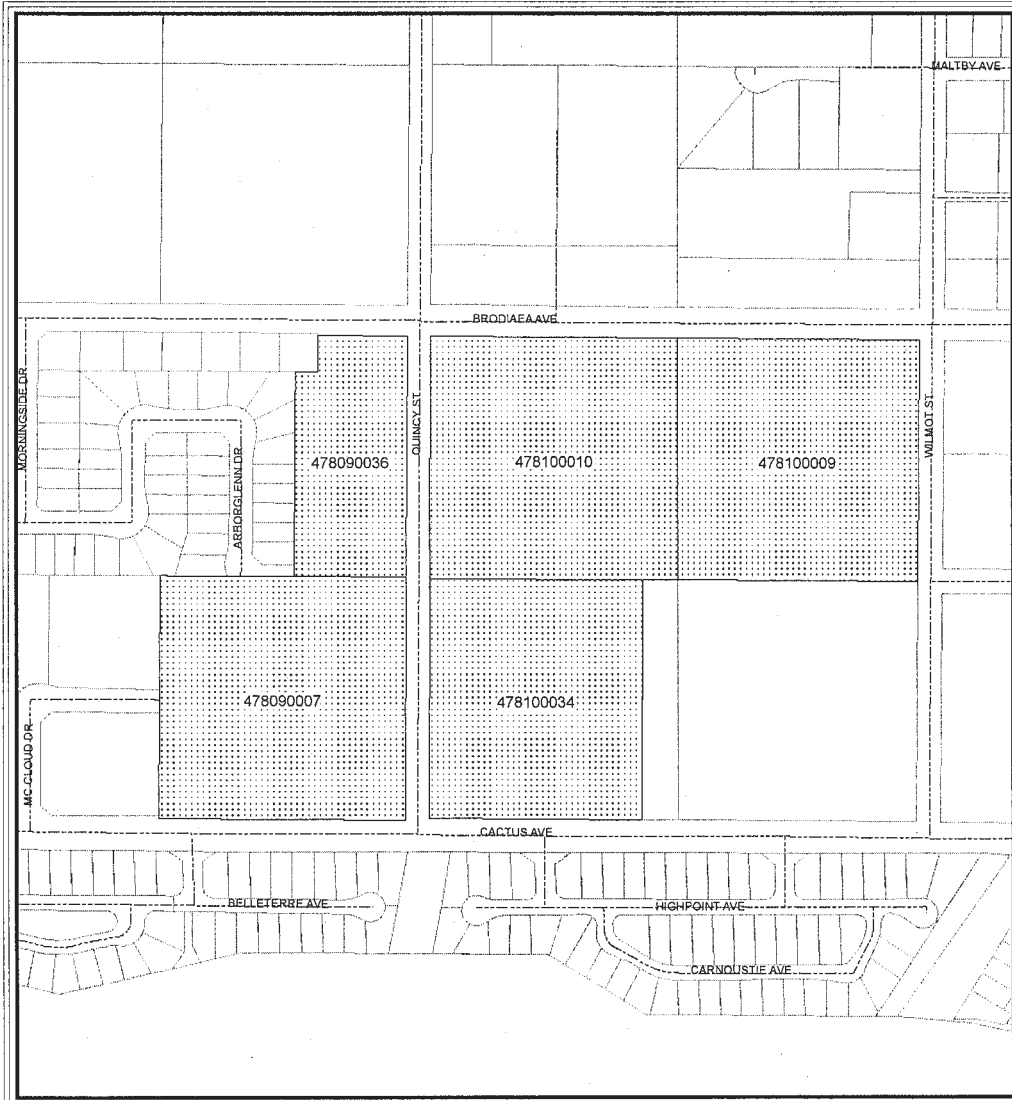 MALTBY AVE
BRODIAEA AVE
MORNINGSIDE DR
ARBORGLENN DR
QUINCY ST
WILMOT ST
478090036
478100010
478100009
478090007
478100034
MC CLOUD DR
CACTUS AVE
BELLETERRE AVE
HIGHPOINT AVE
CARNOUSTIE AVE